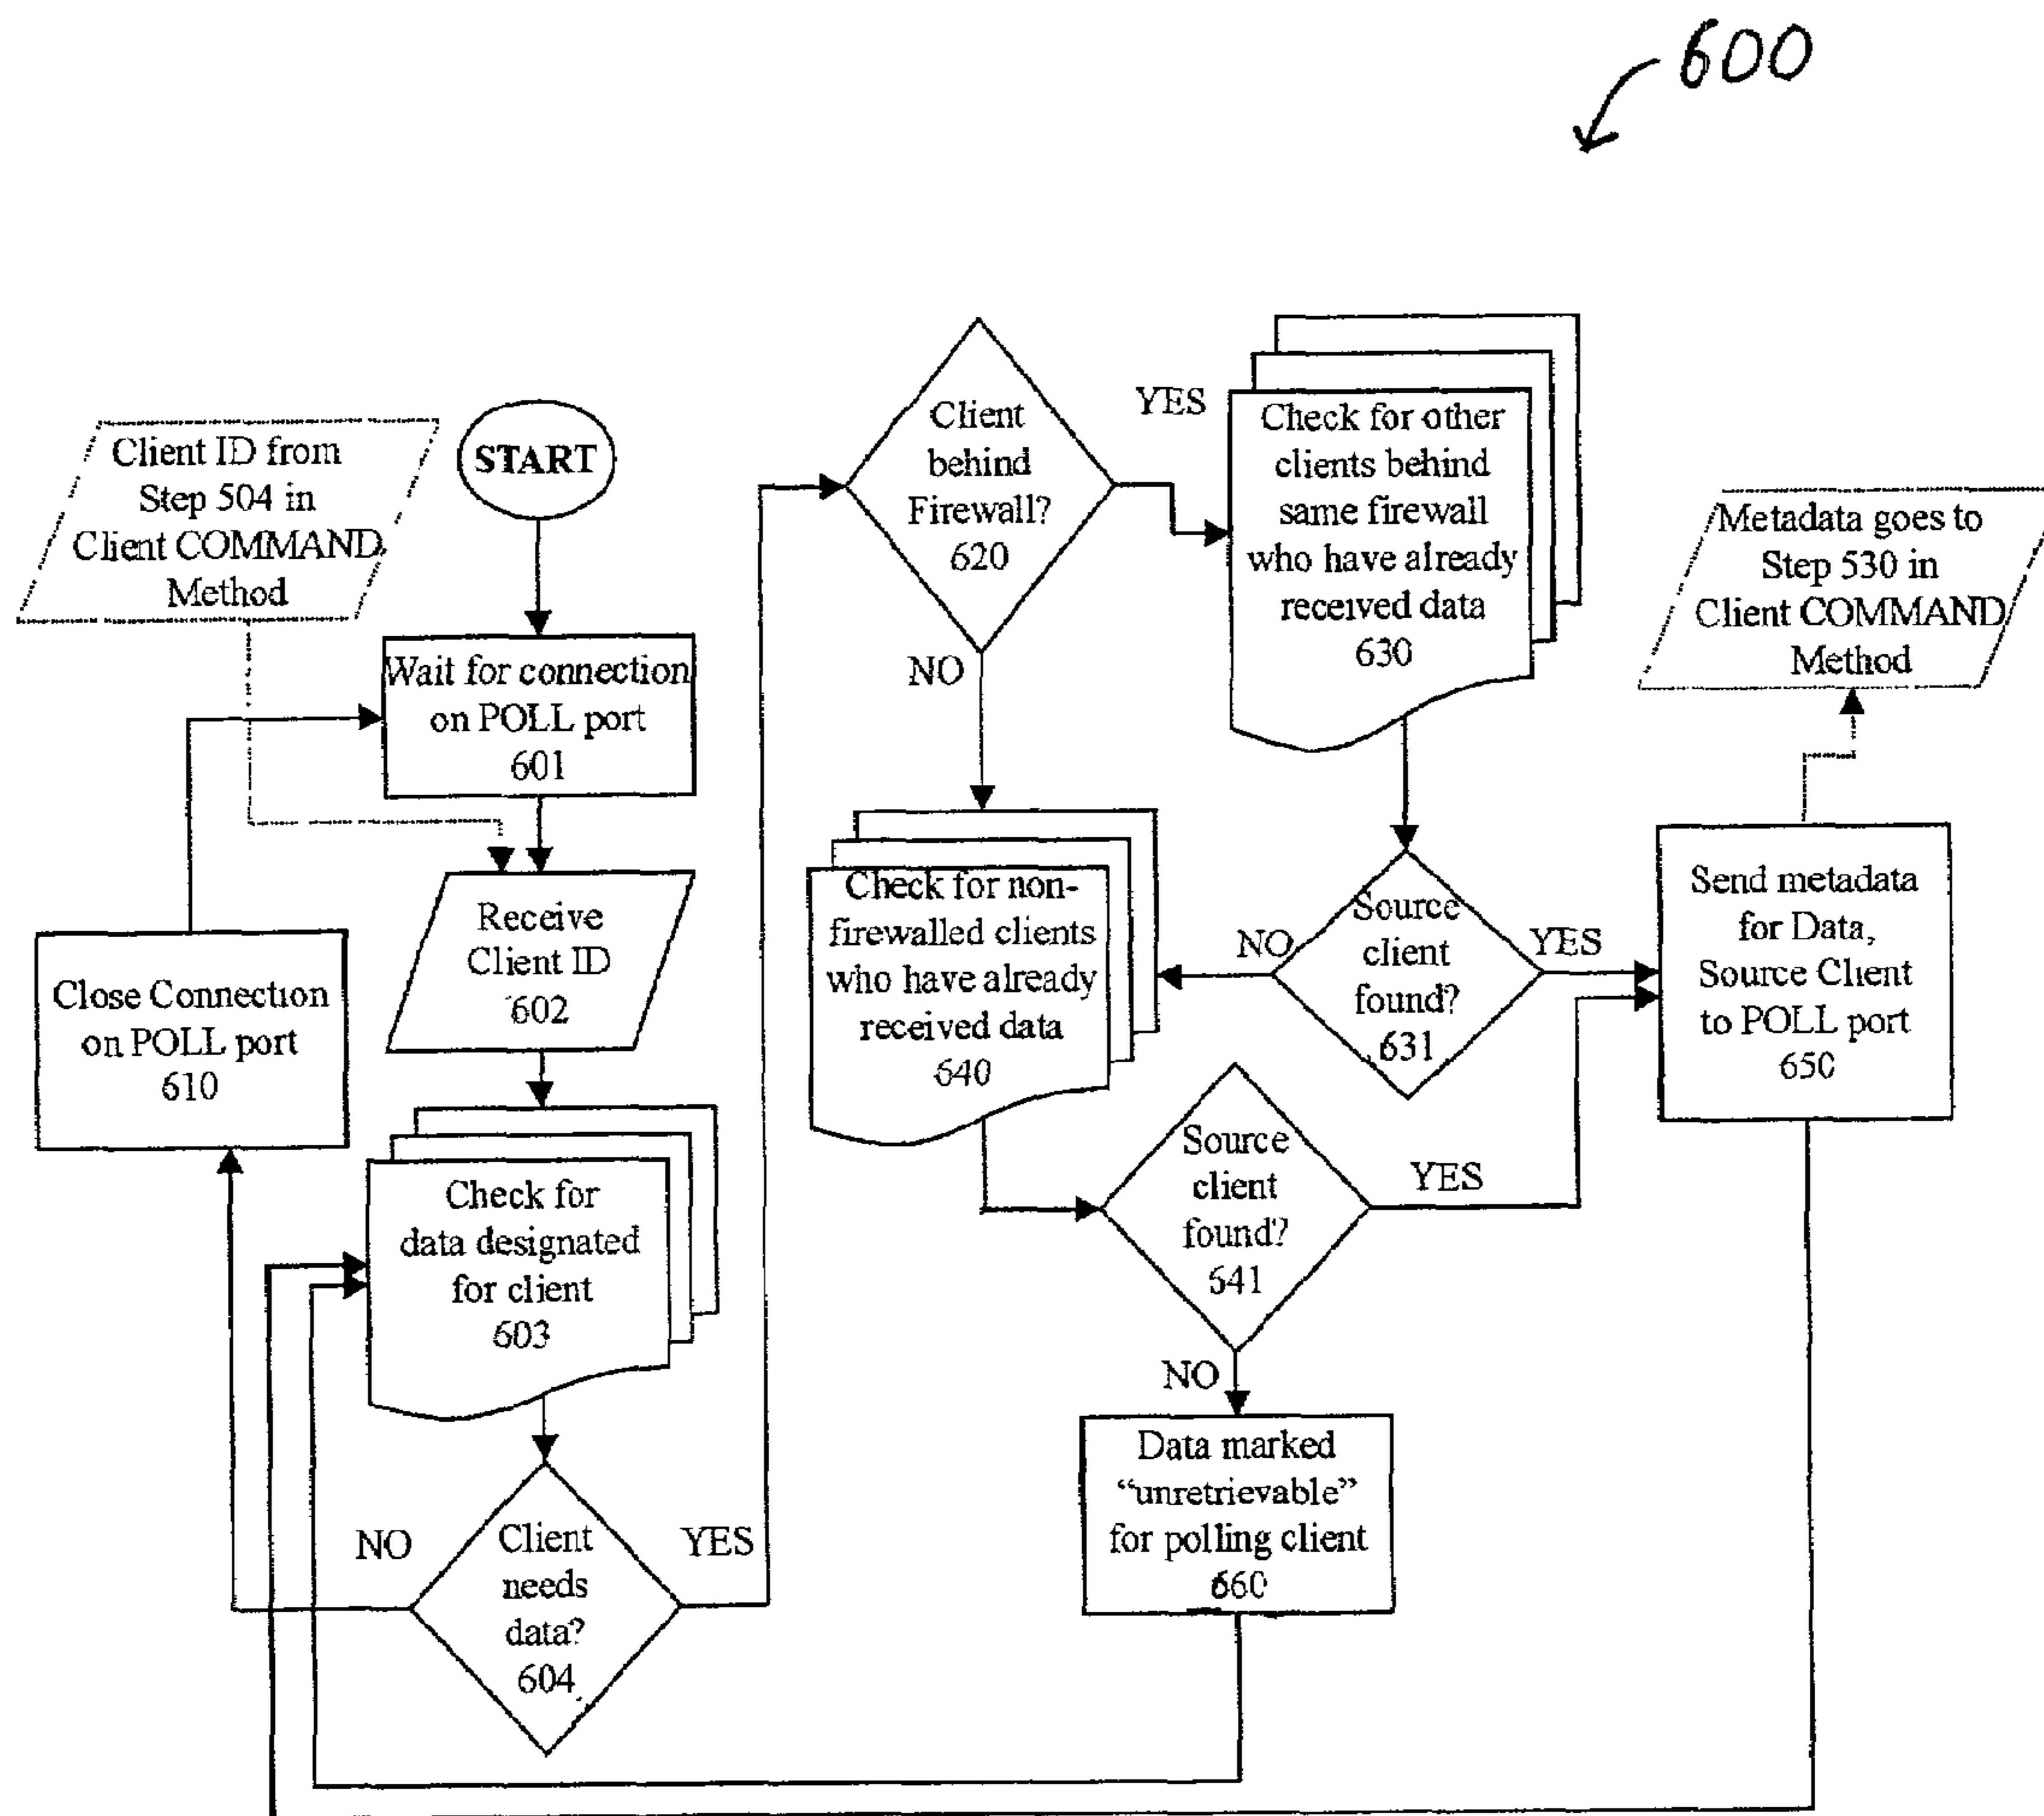 600
Client ID from
Step 504 in
Client COMMAND
Method
START
Wait for connection
on POLL port
601
Receive
Client ID
602
Close Connection
on POLL port
610
Check for
data designated
for client
603
NO
Client
needs
data?
604
YES
Client
behind
Firewall?
620
YES
NO
Check for other
clients behind
same firewall
who have already
received data
630
Check for non-
firewalled clients
who have already
received data
640
NO
Source
client
found?
631
YES
Source
client
found?
641
YES
NO
Data marked
“unretrievable”
for polling client
660
Metadata goes to
Step 530 in
Client COMMAND
Method
Send metadata
for Data,
Source Client
to POLL port
650